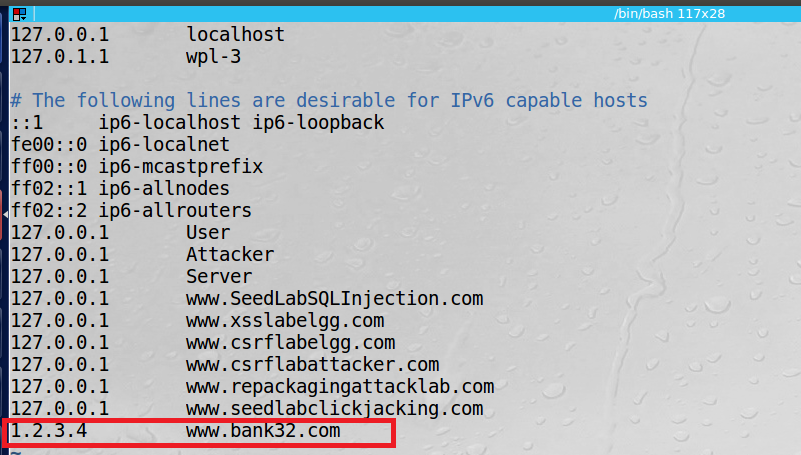 /bin/bash 117x28
127.0.0.1 localhost
127.0.1.1 wpl-3
# The following lines are desirable for IPv6 capable hosts
::1 ip6-localhost ip6-loopback
fe00::0 ip6-localnet
ff00::0 ip6-mcastprefix
ff02::1 ip6-allnodes
ff02::2 ip6-allrouters
127.0.0.1 User
127.0.0.1 Attacker
127.0.0.1 Server
127.0.0.1 www.SeedLabSQLInjection.com
127.0.0.1 www.xsslabelgg.com
127.0.0.1 www.csrflabelgg.com
127.0.0.1 www.csrflabattacker.com
127.0.0.1 www.repackagingattacklab.com
127.0.0.1 www.seedlabclickjacking.com
1.2.3.4 www.bank32.com
~